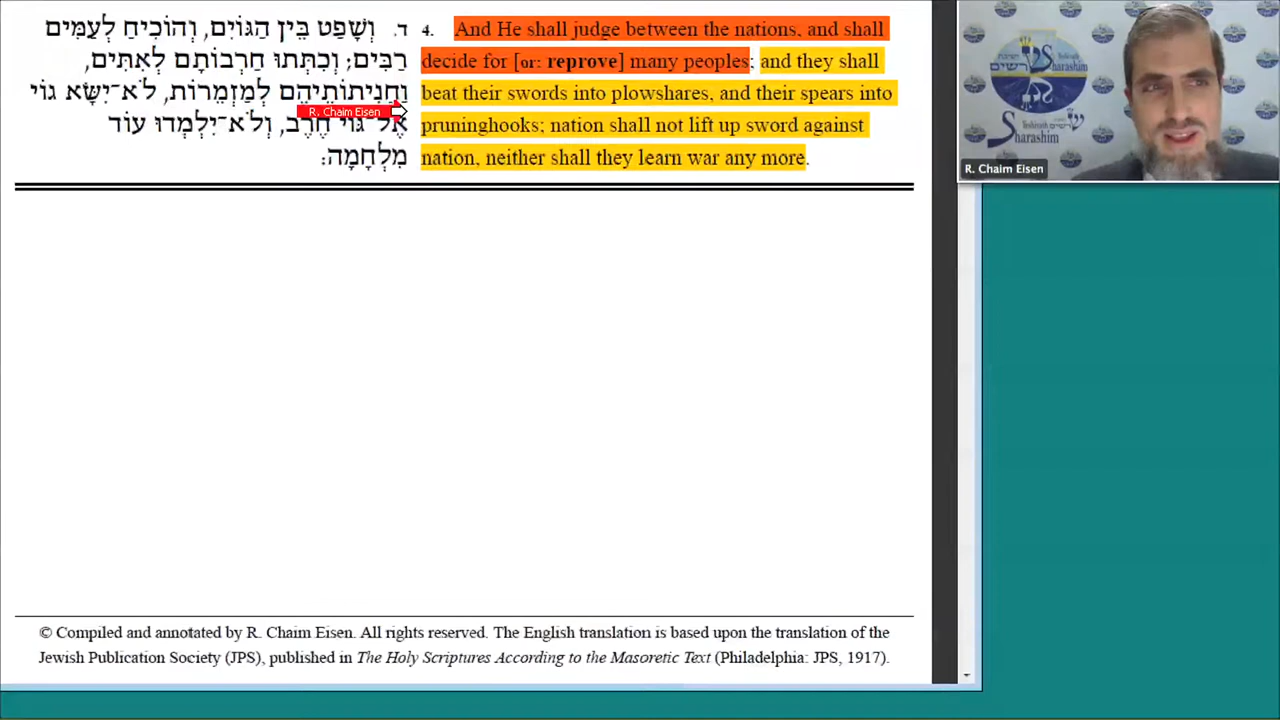 ד. וְשָׁפַט בֵּין הַגּוֹיִם, וְהוֹכִיחַ לְעַמִּים
רַבִּים; וְכִתְּתוּ חַרְבוֹתָם לְאִתִּים,
וַחֲנִיתוֹתֵיהֶם לְמַזְמֵרוֹת, לֹא־יִשָּׂא גוֹי
אֶל־גּוֹי חֶרֶב, וְלֹא־יִלְמְדוּ עוֹד
מִלְחָמָה:
R. Chaim Eisen
4. And He shall judge between the nations, and shall
decide for [or: reprove] many peoples; and they shall
beat their swords into plowshares, and their spears into
pruninghooks; nation shall not lift up sword against
nation, neither shall they learn war any more.
© Compiled and annotated by R. Chaim Eisen. All rights reserved. The English translation is based upon the translation of the
Jewish Publication Society (JPS), published in The Holy Scriptures According to the Masoretic Text (Philadelphia: JPS, 1917).
Sharashim
Sharashim
R. Chaim Eisen